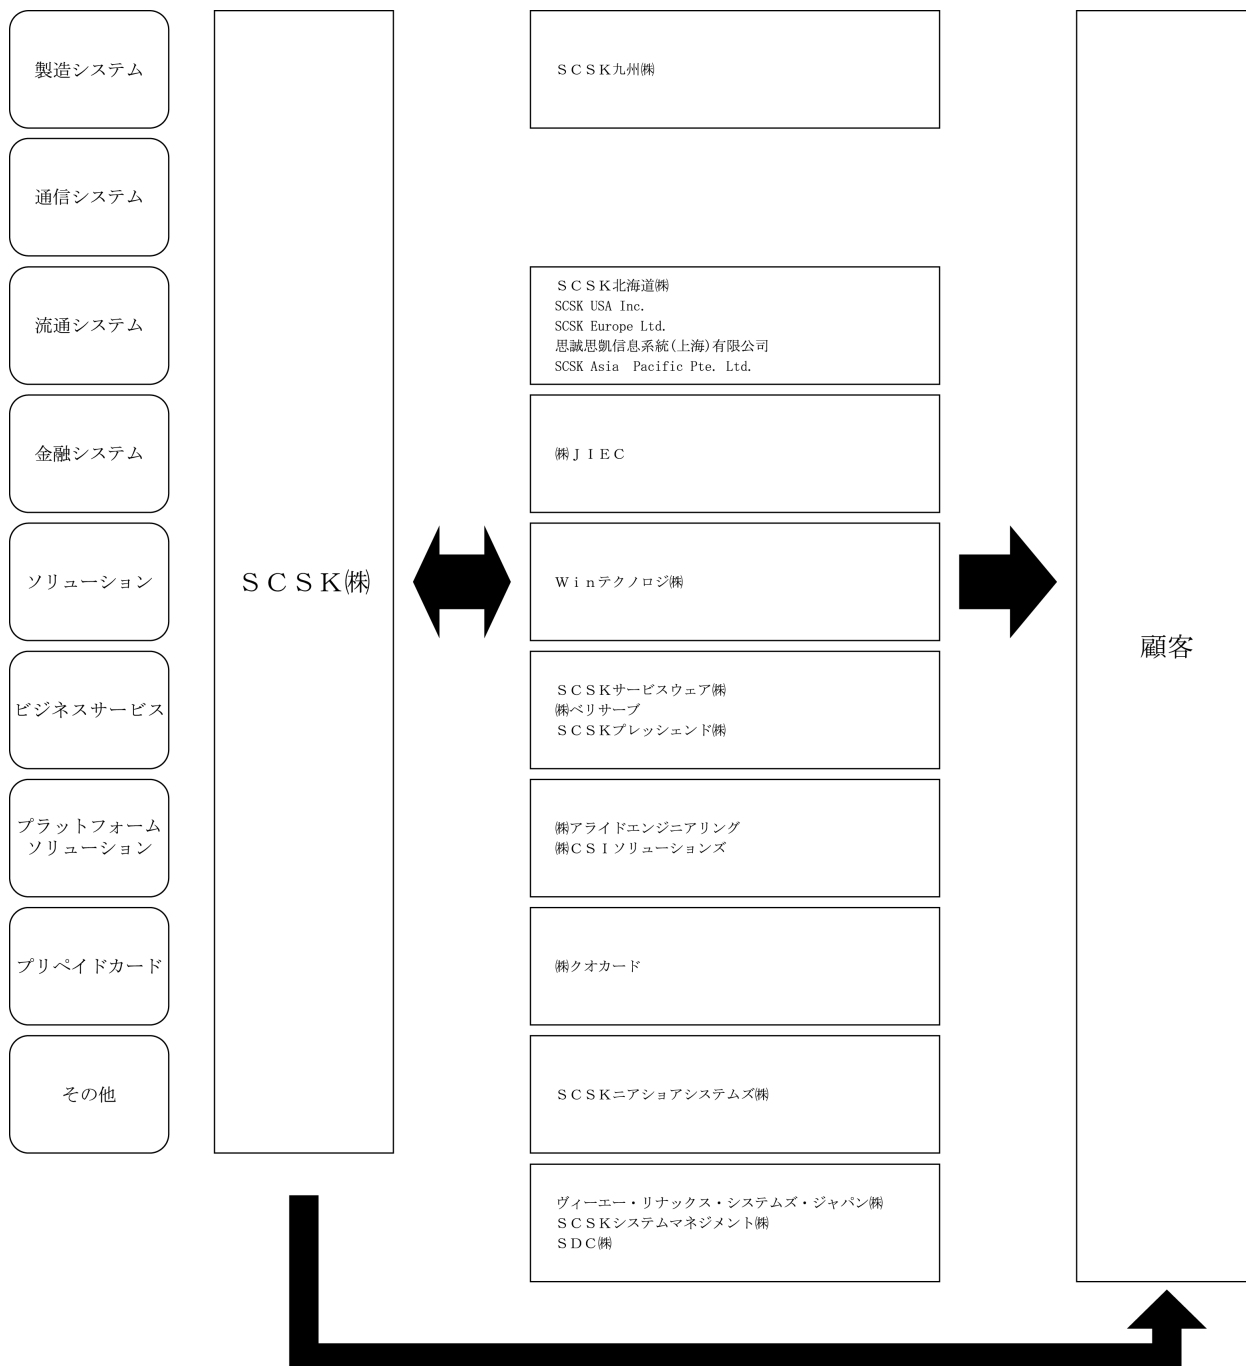 製造システム
ＳＣＳＫ九州㈱
通信システム
流通システム
ＳＣＳＫ北海道㈱
SCSK USA Inc.
SCSK Europe Ltd.
思誠思凱信息系統(上海)有限公司
SCSK Asia　Pacific Pte. Ltd.
金融システム
㈱ＪＩＥＣ
ソリューション
ＳＣＳＫ㈱
Ｗｉｎテクノロジ㈱
顧客
ビジネスサービス
ＳＣＳＫサービスウェア㈱
㈱ベリサーブ
ＳＣＳＫプレッシェンド㈱
プラットフォーム
ソリューション
㈱アライドエンジニアリング
㈱ＣＳＩソリューションズ
プリペイドカード
㈱クオカード
その他
ＳＣＳＫニアショアシステムズ㈱
ヴィーエー・リナックス・システムズ・ジャパン㈱
ＳＣＳＫシステムマネジメント㈱
ＳＤＣ㈱